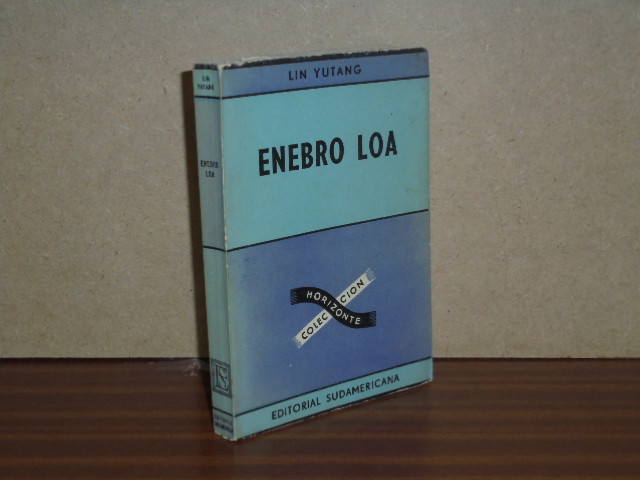 LIN
YUTANG
ENEBRO
LOA
LIN YUTANG
ENEBRO LOA
COLECCION
HORIZONTE
EDITORIAL SUDAMERICANA